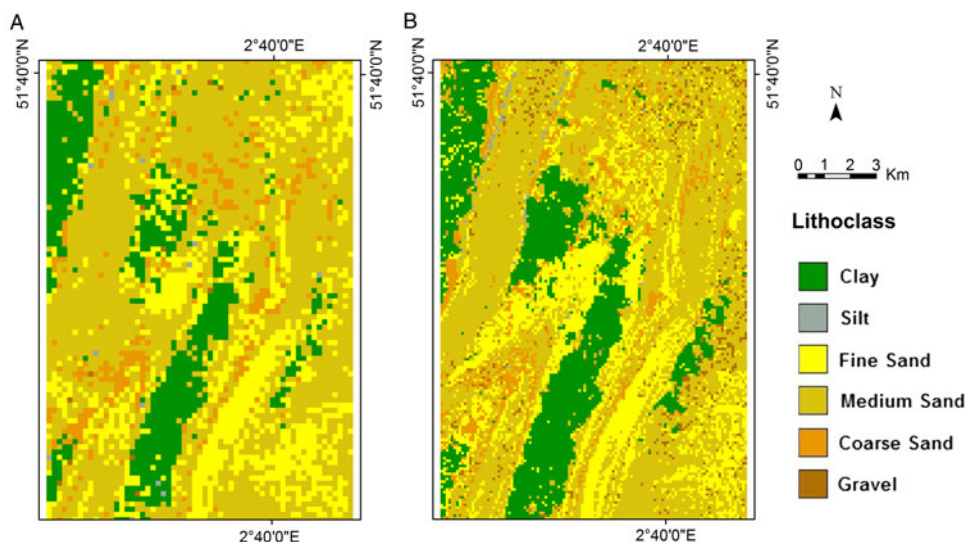 A
2°40'0"E
51°40'0"N
51°40'0"N
2°40'0"E
B
2°40'0"E
51°40'0"N
51°40'0"N
2°40'0"E
N
0 1 2 3
Km
Lithoclass
Clay
Silt
Fine Sand
Medium Sand
Coarse Sand
Gravel